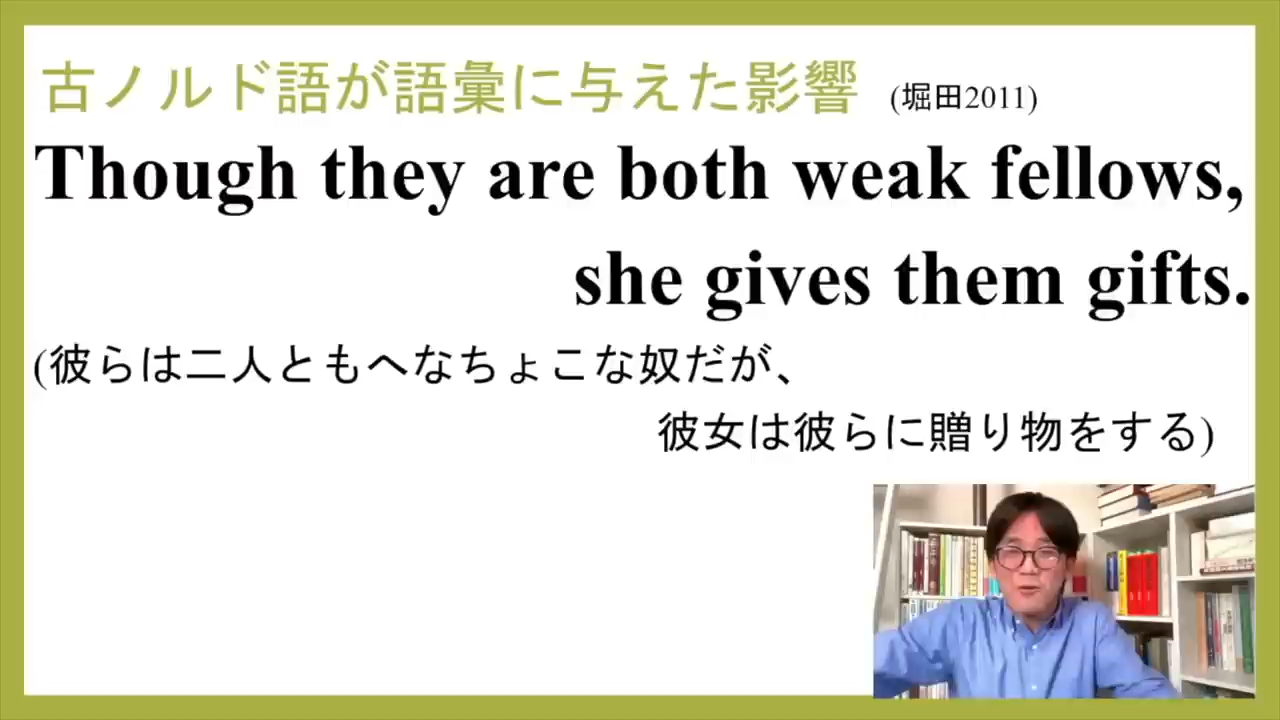 古ノルド語が語彙に与えた影響 (堀田2011)
Though they are both weak fellows,
she gives them gifts.
(彼らは二人ともへなちょこな奴だが、
彼女は彼らに贈り物をする)